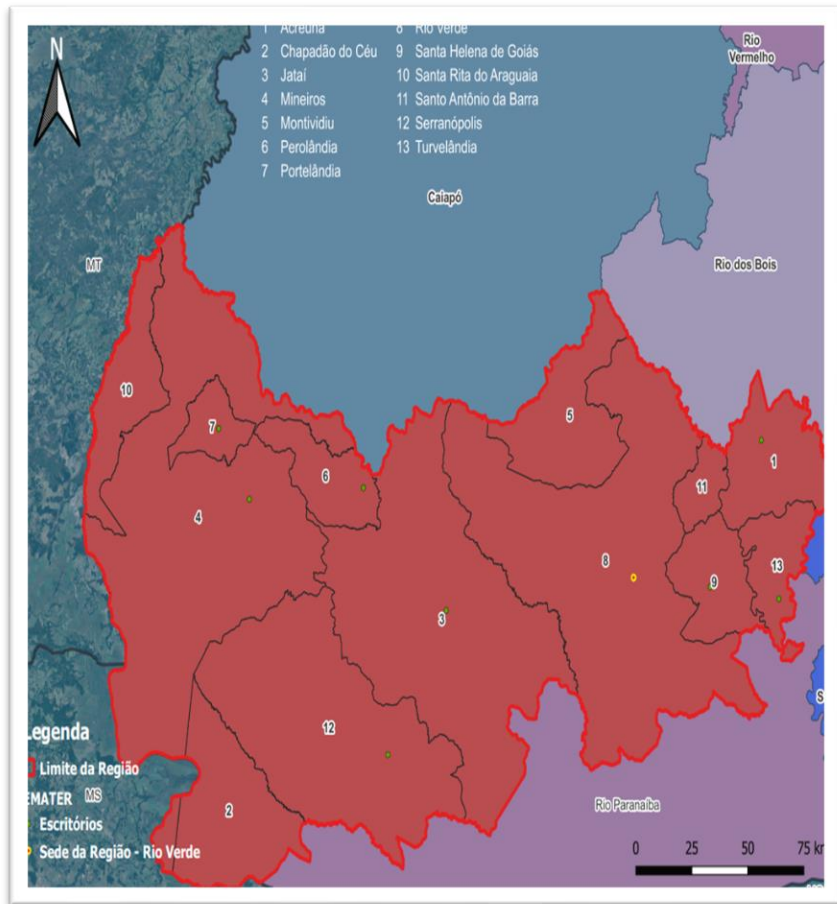 1 Acreúna
2 Chapadão do Céu
3 Jataí
4 Mineiros
5 Montividiu
6 Perolândia
7 Portelândia
8 Rio Verde
9 Santa Helena de Goiás
10 Santa Rita do Araguaia
11 Santo Antônio da Barra
12 Serranópolis
13 Turvelândia
N
Rio
Vermelho
Caiapó
MT
Rio dos Bois
10
5
7
1
6
11
4
8
9
13
3
12
2
Rio Paranaíba
S
Legenda
Limite da Região
EMATER
MS
Escritórios
Sede da Região - Rio Verde
0 25 50 75 km